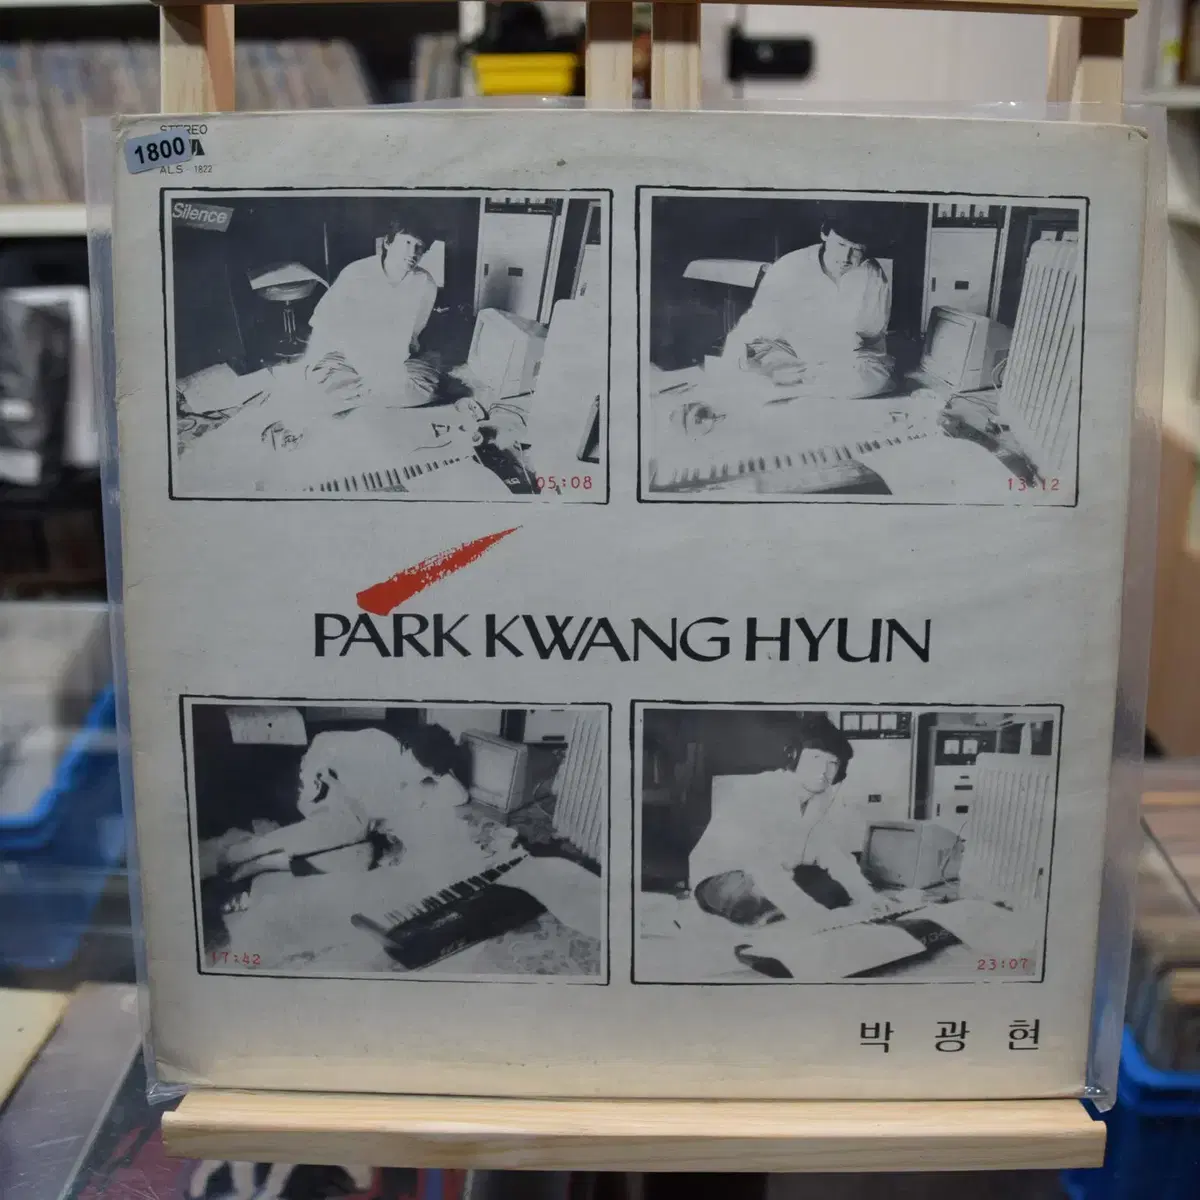 STEREO
1800
ALS - 1822
Silence
05:08
13:12
PARK KWANG HYUN
17:42
23:07
박 광 현